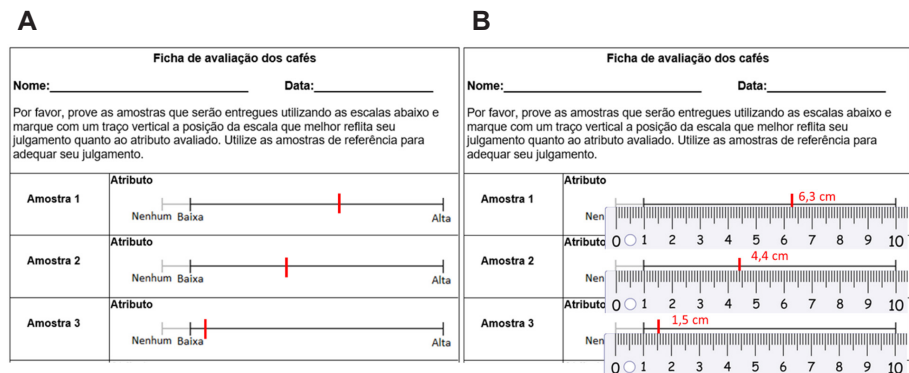 A
Ficha de avaliação dos cafés
Nome:
Data:
Por favor, prove as amostras que serão entregues utilizando as escalas abaixo e
marque com um traço vertical a posição da escala que melhor reflita seu
julgamento quanto ao atributo avaliado. Utilize as amostras de referência para
adequar seu julgamento.
Amostra 1
Atributo
Nenhum Baixa Alta
Amostra 2
Atributo
Nenhum Baixa Alta
Amostra 3
Atributo
Nenhum Baixa Alta
B
Ficha de avaliação dos cafés
Nome:
Data:
Por favor, prove as amostras que serão entregues utilizando as escalas abaixo e
marque com um traço vertical a posição da escala que melhor reflita seu
julgamento quanto ao atributo avaliado. Utilize as amostras de referência para
adequar seu julgamento.
Amostra 1
Atributo
6,3 cm
Nen
0 1 2 3 4 5 6 7 8 9 10
Amostra 2
Atributo
4,4 cm
Nen
0 1 2 3 4 5 6 7 8 9 10
Amostra 3
Atributo
1,5 cm
Nen
0 1 2 3 4 5 6 7 8 9 10